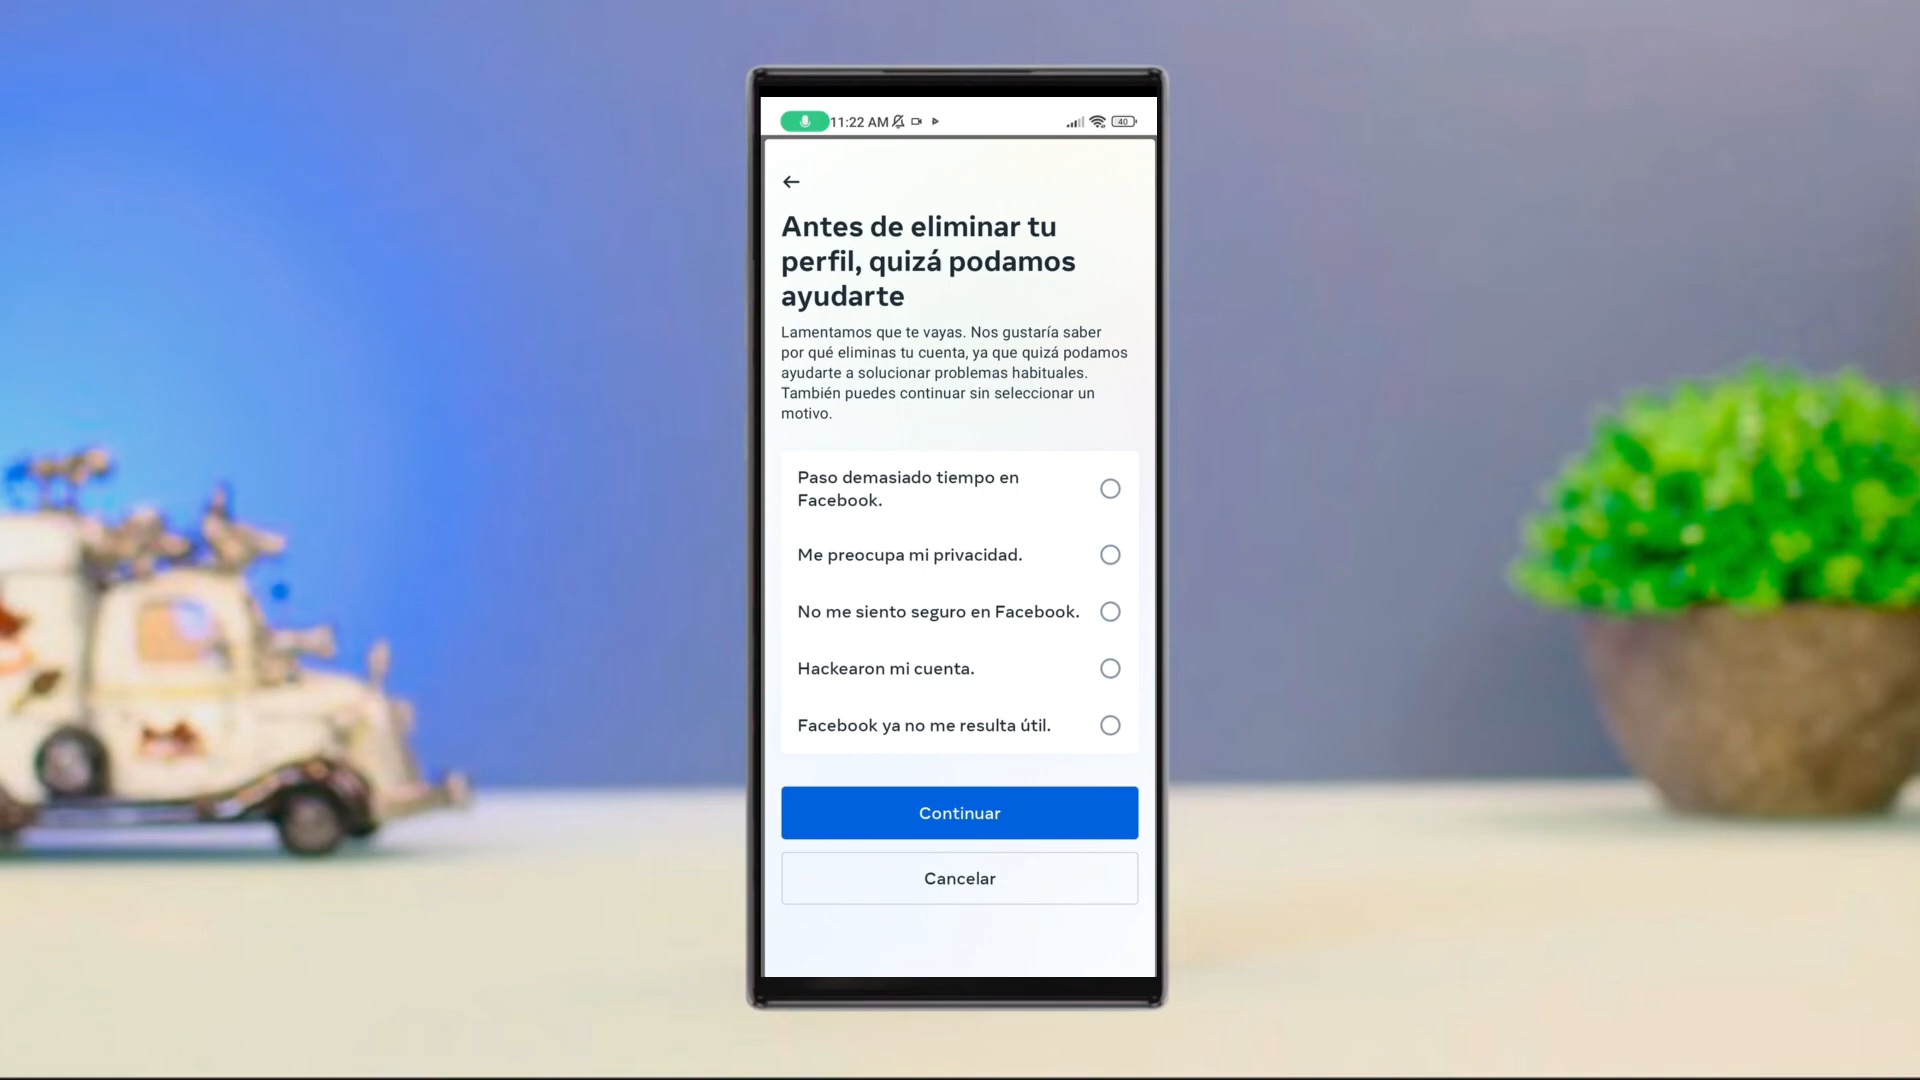 11:22 AM
40
Antes de eliminar tu
perfil, quizá podamos
ayudarte
Lamentamos que te vayas. Nos gustaría saber
por qué eliminas tu cuenta, ya que quizá podamos
ayudarte a solucionar problemas habituales.
También puedes continuar sin seleccionar un
motivo.
Paso demasiado tiempo en
Facebook.
Me preocupa mi privacidad.
No me siento seguro en Facebook.
Hackearon mi cuenta.
Facebook ya no me resulta útil.
Continuar
Cancelar